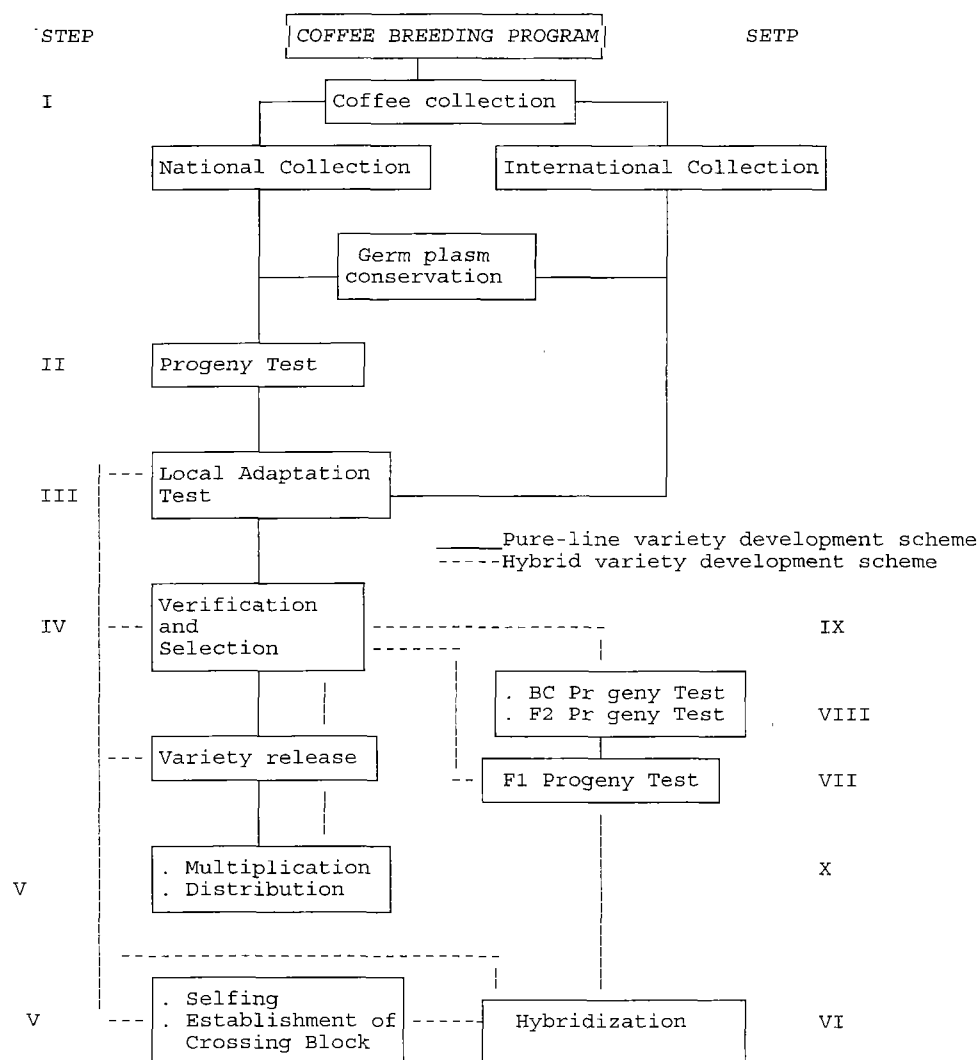 STEP COFFEE BREEDING PROGRAM SETP
I Coffee collection
National Collection International Collection
Germ plasm
conservation
II Progeny Test
Local Adaptation
III Test
Pure-line variety development scheme
Hybrid variety development scheme
Verification
IV and IX
Selection
. BC Pr geny Test
. F2 Pr geny Test VIII
Variety release
F1 Progeny Test VII
. Multiplication X
V . Distribution
. Selfing
V . Establishment of Hybridization VI
Crossing Block